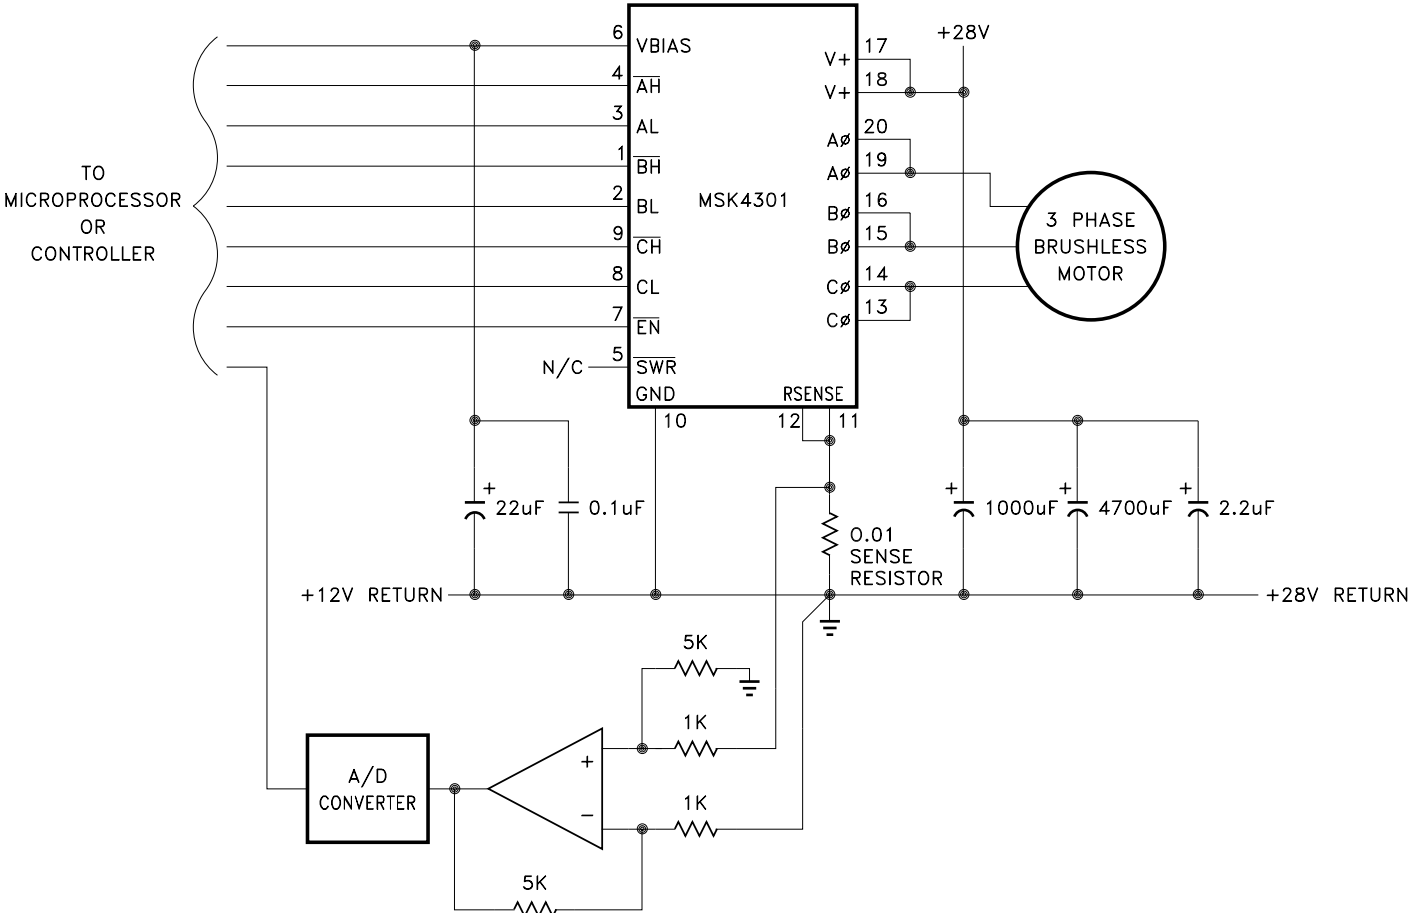 6 VBIAS
4 AH
3 AL
1 BH
2 BL
9 CH
8 CL
7 EN
N/C 5 SWR
GND
10
RSENSE
12
11
MSK4301
V+ 17
V+ 18
AØ 20
AØ 19
BØ 16
BØ 15
CØ 14
CØ 13
+28V
3 PHASE
BRUSHLESS
MOTOR
TO
MICROPROCESSOR
OR
CONTROLLER
+
22uF
0.1uF
0.01
SENSE
RESISTOR
+
1000uF
+
4700uF
+
2.2uF
+12V RETURN
+28V RETURN
5K
1K
1K
+
−
A/D
CONVERTER
5K